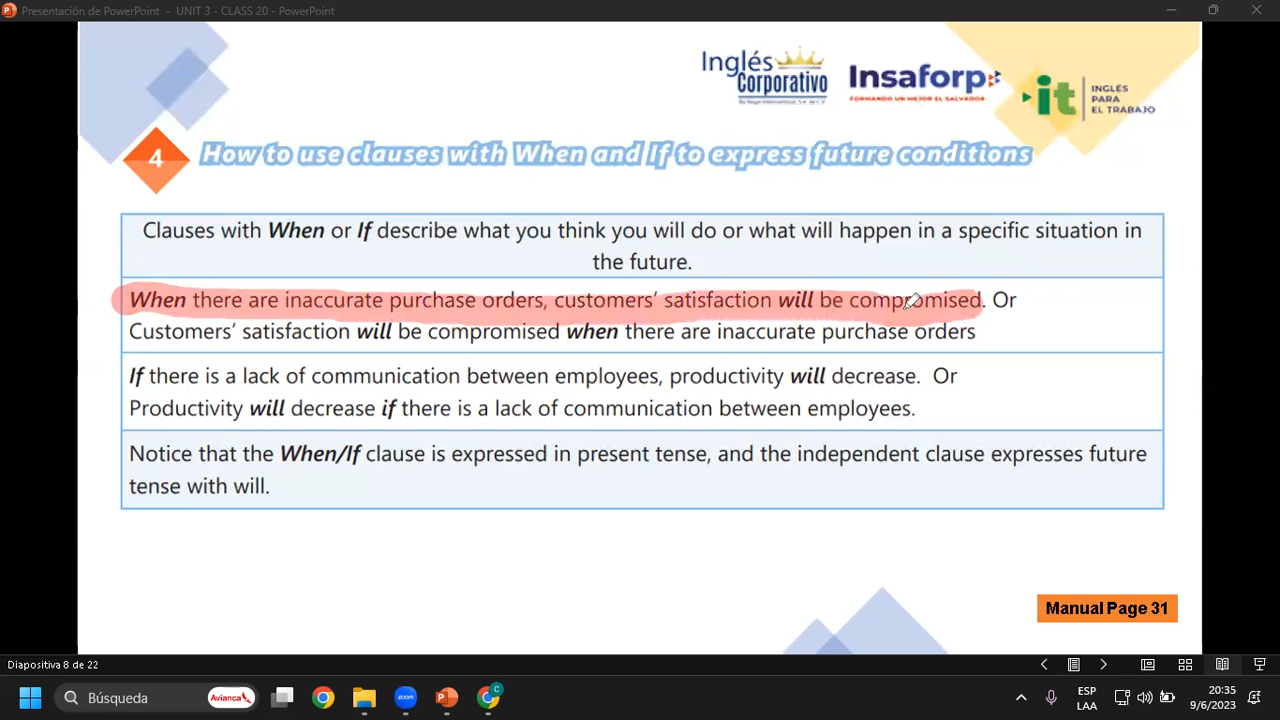 Presentación de PowerPoint - UNIT 3 - CLASS 20 - PowerPoint
Inglés
Corporativo
Insaforp
FORMANDO UN MEJOR EL SALVADOR
it
INGLÉS
PARA
EL TRABAJO
4
How to use clauses with When and If to express future conditions
Clauses with When or If describe what you think you will do or what will happen in a specific situation in
the future.
When there are inaccurate purchase orders, customers’ satisfaction will be compromised. Or
Customers’ satisfaction will be compromised when there are inaccurate purchase orders
If there is a lack of communication between employees, productivity will decrease. Or
Productivity will decrease if there is a lack of communication between employees.
Notice that the When/If clause is expressed in present tense, and the independent clause expresses future
tense with will.
Manual Page 31
Diapositiva 8 de 22
Búsqueda
Avianca
zoom
C
ESP
LAA
20:35
9/6/2023